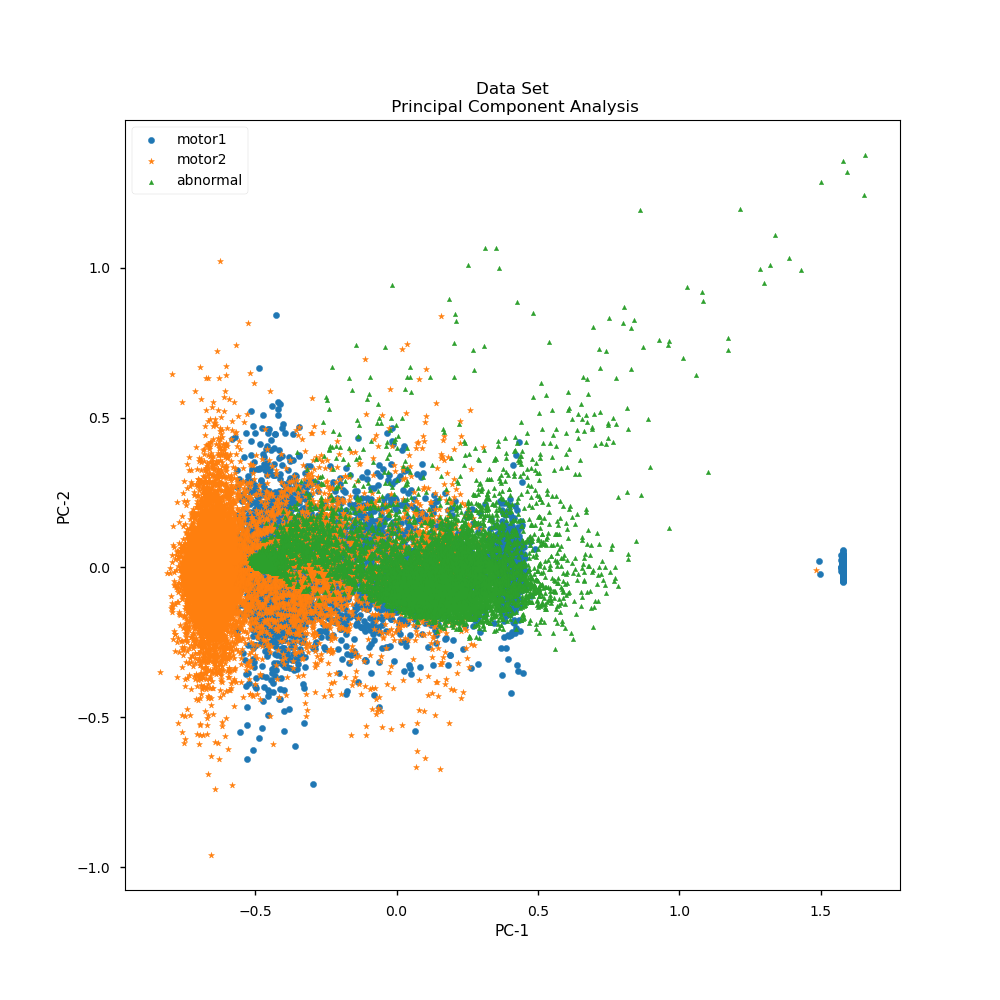 Data Set
Principal Component Analysis
motor1
motor2
abnormal
1.0
0.5
0.0
−0.5
−1.0
PC-2
−0.5
0.0
0.5
1.0
1.5
PC-1